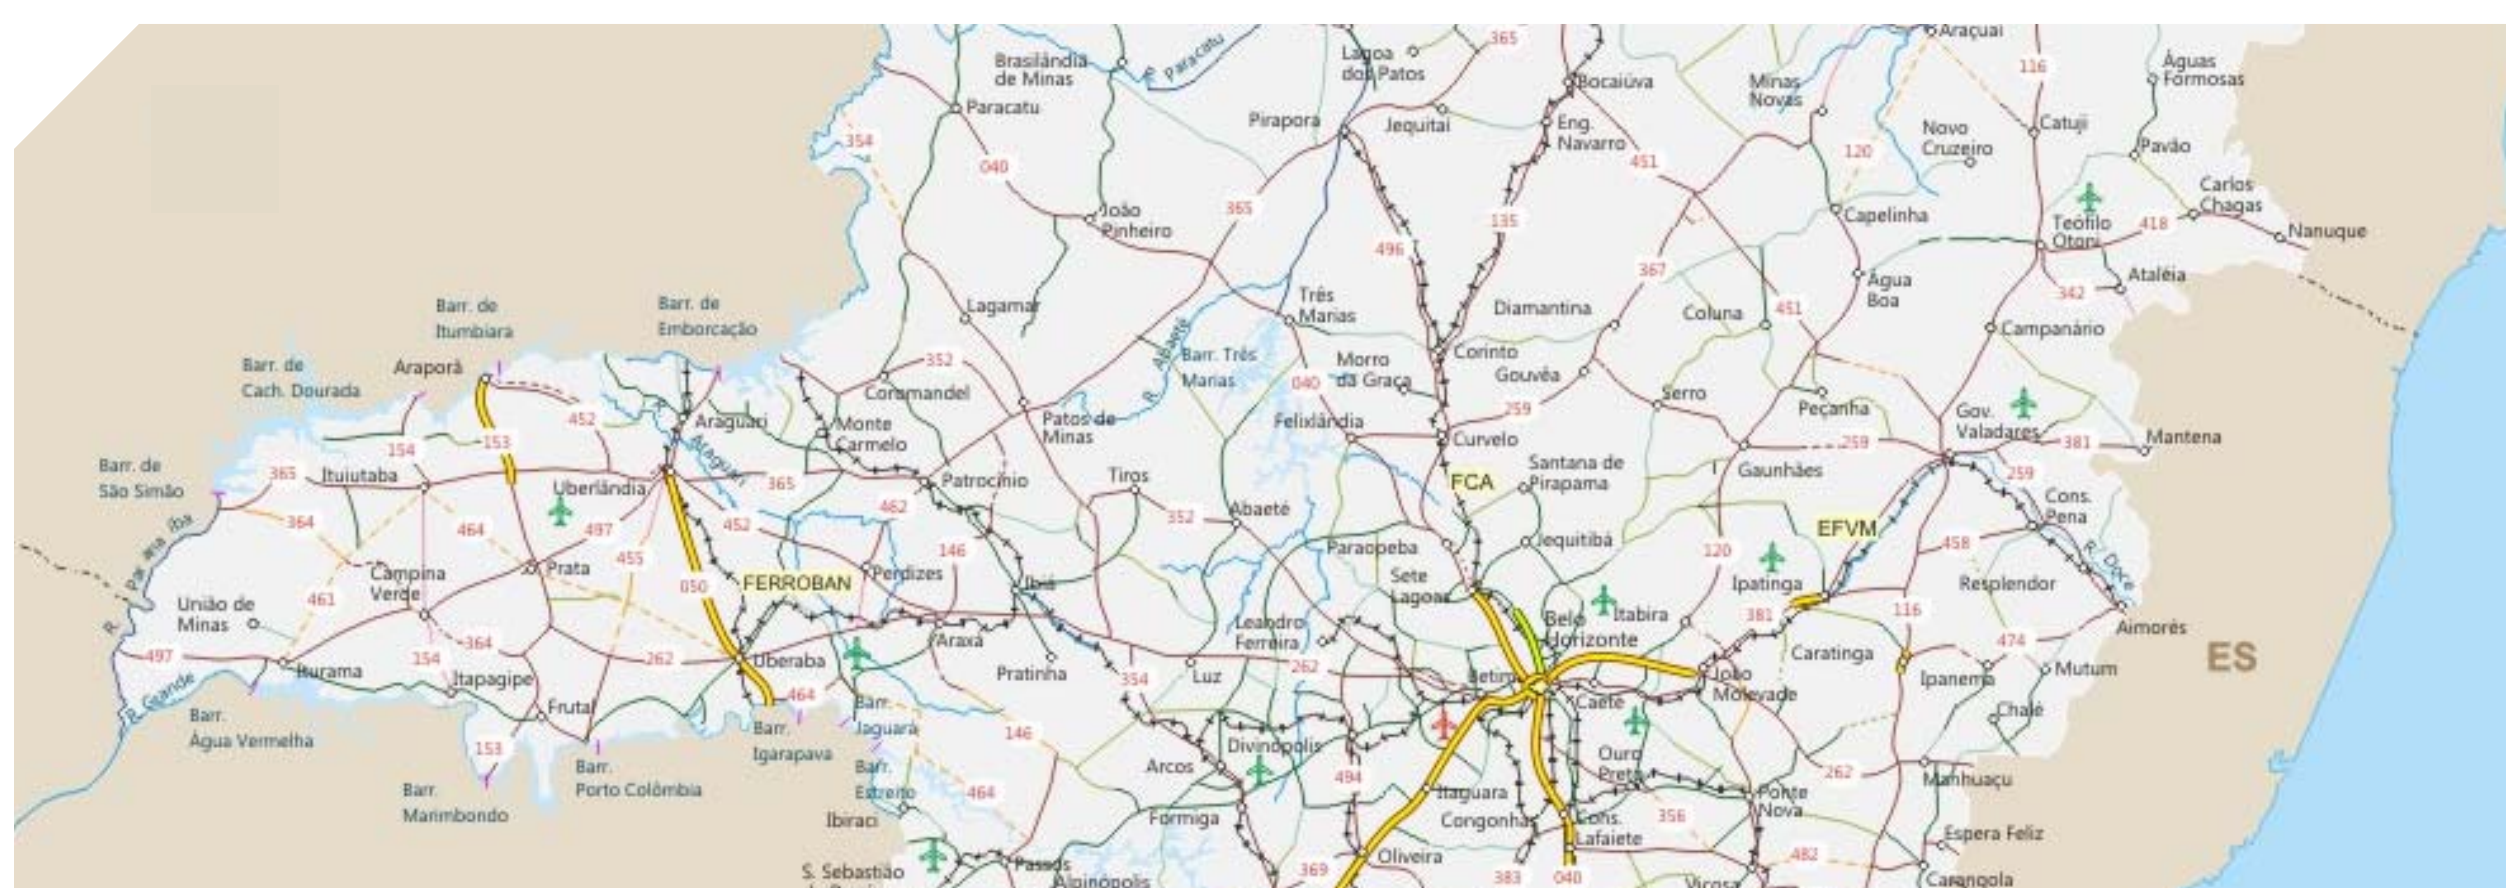 Araçuaí
365
Lagoa
dos Patos
Paracatu
R.
Brasilândia
de Minas
116
Águas
Formosas
Bocaiúva
Minas
Novas
Paracatu
Pirapora
Jequitaí
Eng.
Navarro
Catuji
Novo
Cruzeiro
354
120
451
Pavão
040
Carlos
Chagas
João
Pinheiro
365
135
Capelinha
Teófilo
Otoni
418
Nanuque
496
367
Água
Boa
Ataléia
342
Barr. de
Itumbiara
Barr. de
Emborcação
Lagamar
Três
Marias
Diamantina
Coluna
451
Campanário
R. Abaeté
Barr. Três
Marias
Corinto
Morro
da Graça
Gouvêa
Barr. de
Cach. Dourada
Araporã
352
Coromandel
040
Serro
Peçanha
259
452
Araguari
R. Araguari
Monte
Carmelo
Patos de
Minas
Felixlândia
Curvelo
Gov.
Valadares
381
Mantena
154
153
259
Barr. de
São Simão
365
Ituiutaba
Uberlândia
365
Patrocínio
Tiros
Santana de
Pirapama
Gaunhães
259
FCA
462
352
Abaeté
Cons.
Pena
364
464
497
452
EFVM
R. Paranaíba
455
146
Paraopeba
Jequitibá
120
458
R. Doce
Campina
Verde
Prata
050
FERROBAN
Perdizes
Ibiá
Sete
Lagoas
Ipatinga
Resplendor
461
União de
Minas
Leandro
Ferreira
Belo
Horizonte
Itabira
381
116
Aimorés
364
Araxá
474
ES
497
154
262
Uberaba
262
Caratinga
Iturama
Itapagipe
Pratinha
354
Luz
Betim
João
Molevade
Ipanema
Mutum
464
R. Grande
Frutal
Barr.
Jaguara
Caeté
Chalé
Barr.
Água Vermelha
153
Barr.
Igarapava
146
Divinópolis
Ouro
Preto
Arcos
494
262
Manhuaçu
Barr.
Porto Colômbia
Barr.
Estreito
464
Itaguara
Ponte
Nova
Barr.
Marimbondo
Ibiraci
Formiga
Congonhas
Cons.
Lafaiete
356
Espera Feliz
Oliveira
482
S. Sebastião
Passos
369
383
040
Alpinópolis
Viçosa
Carangola